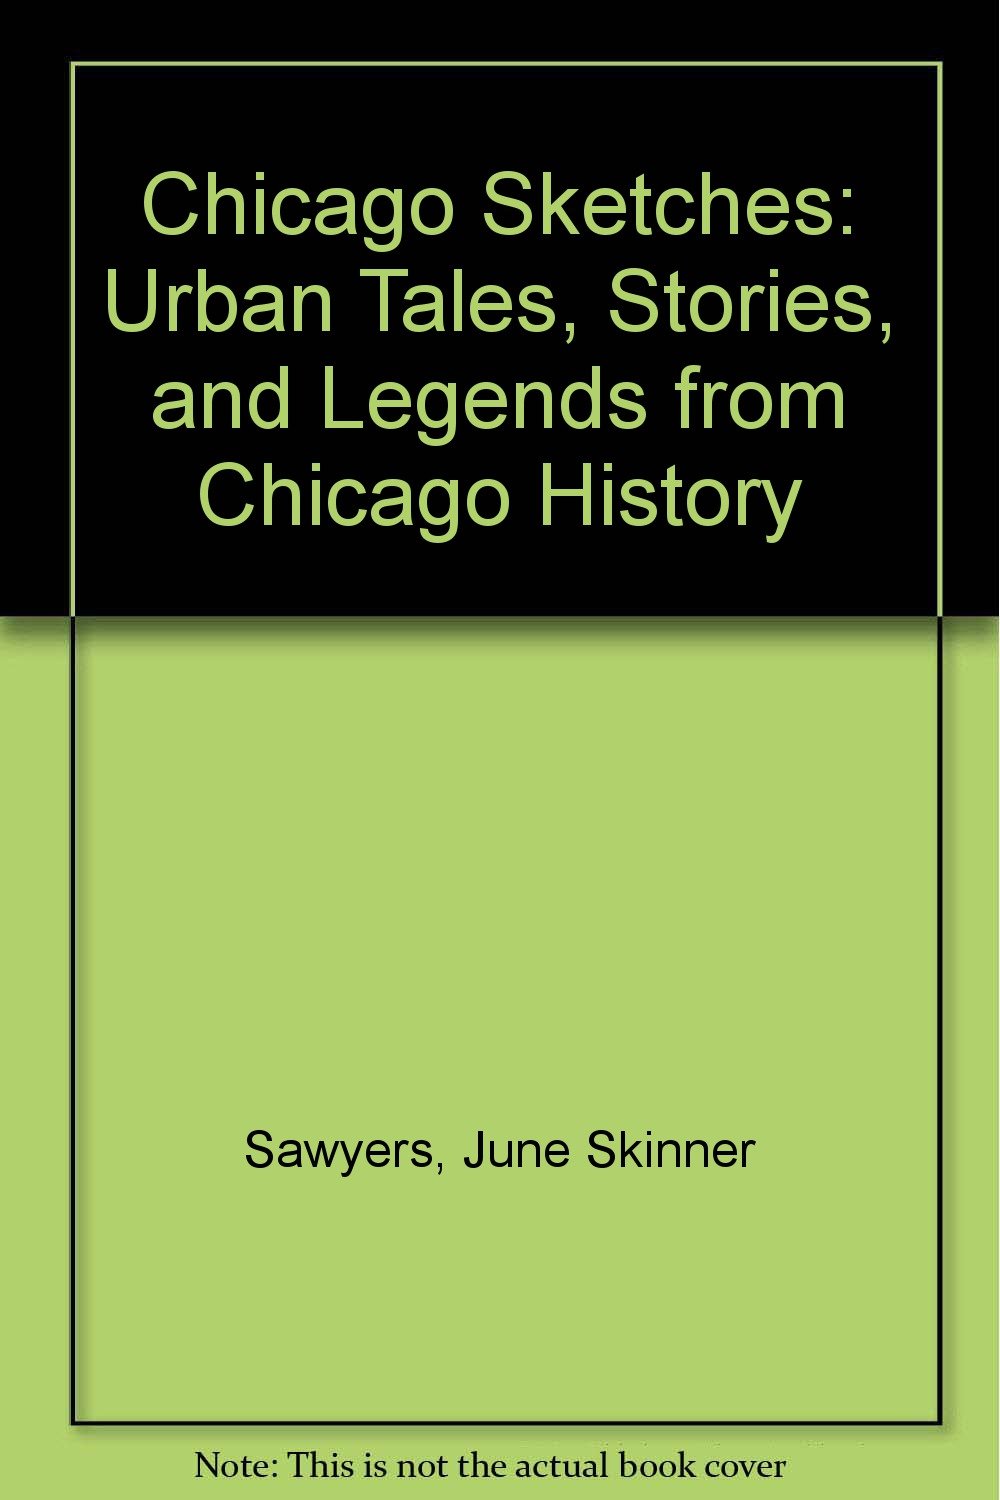 Chicago Sketches:
Urban Tales, Stories,
and Legends from
Chicago History
Sawyers, June Skinner
Note: This is not the actual book cover